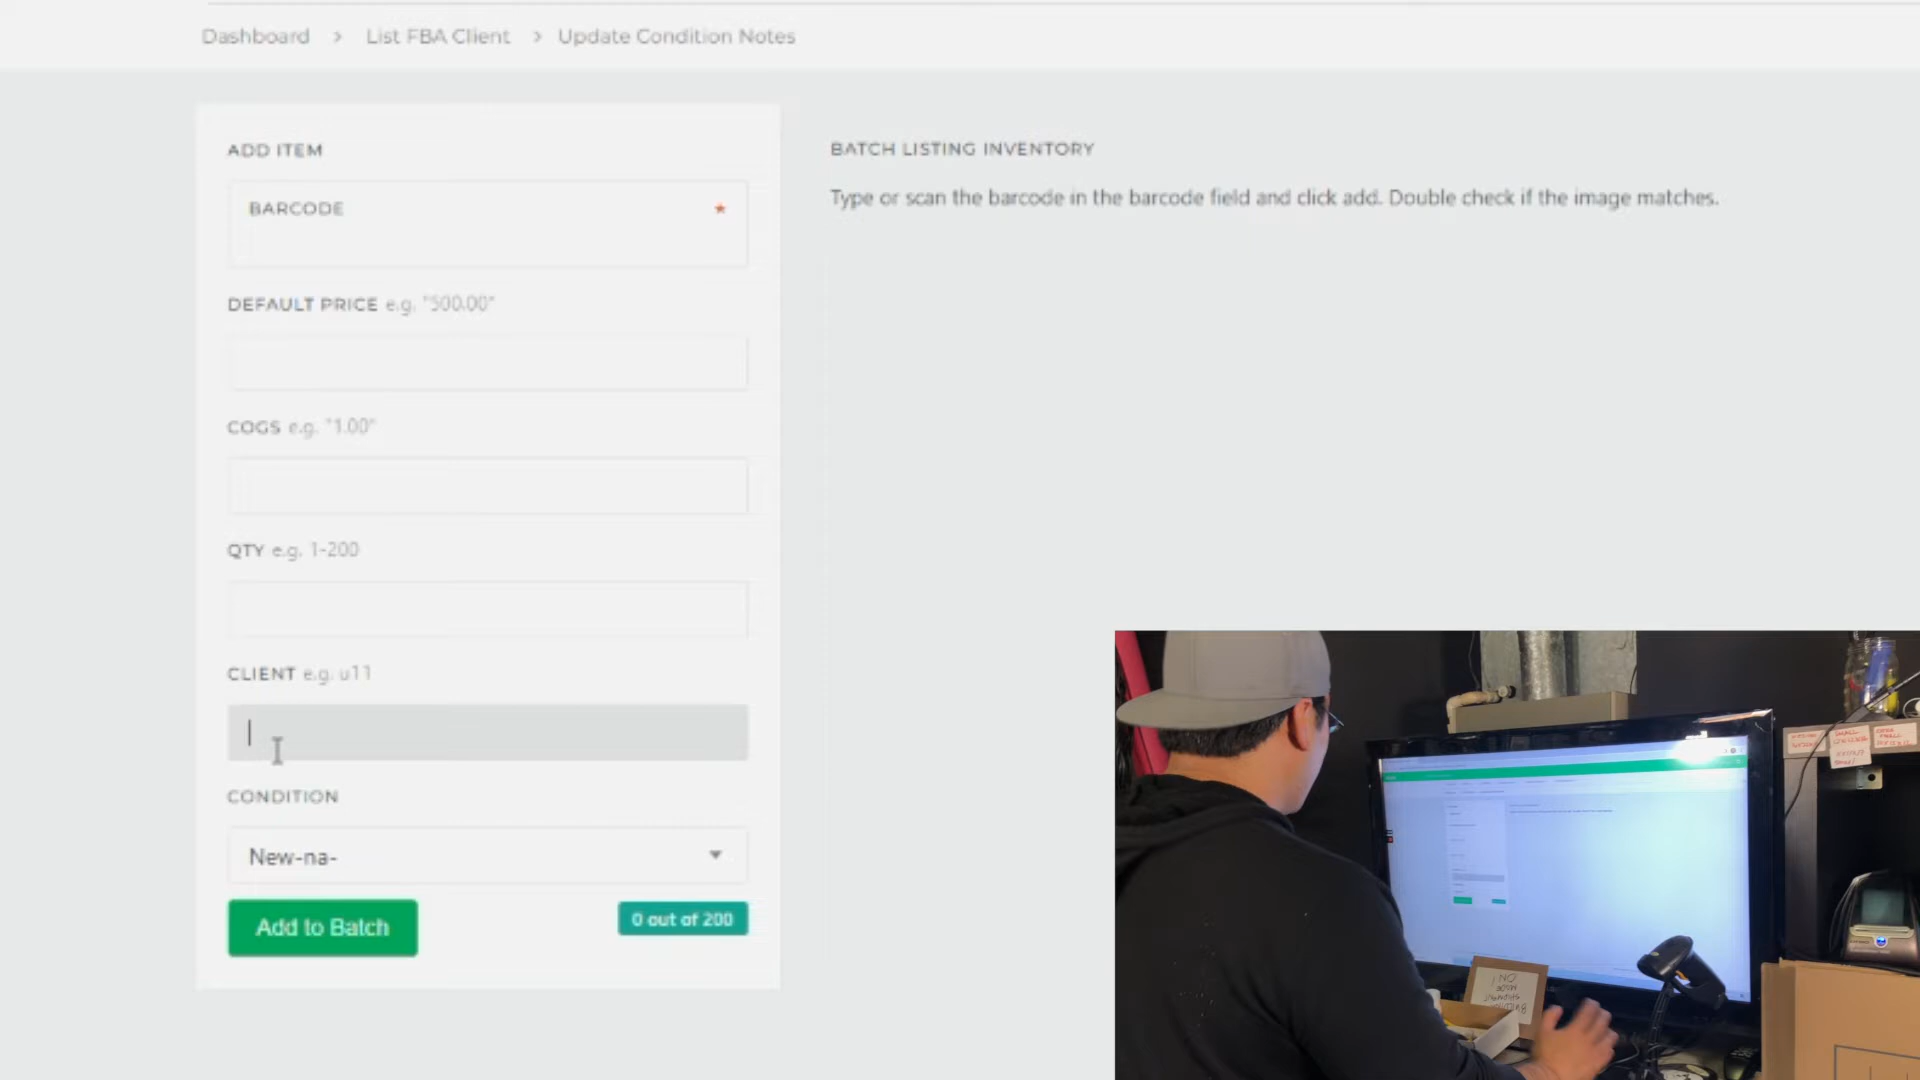 Dashboard > List FBA Client > Update Condition Notes
ADD ITEM
BARCODE *
DEFAULT PRICE e.g. "500.00"
COGS e.g. "1.00"
QTY e.g. 1-200
CLIENT e.g. u11
CONDITION
New-na-
Add to Batch
0 out of 200
BATCH LISTING INVENTORY
Type or scan the barcode in the barcode field and click add. Double check if the image matches.